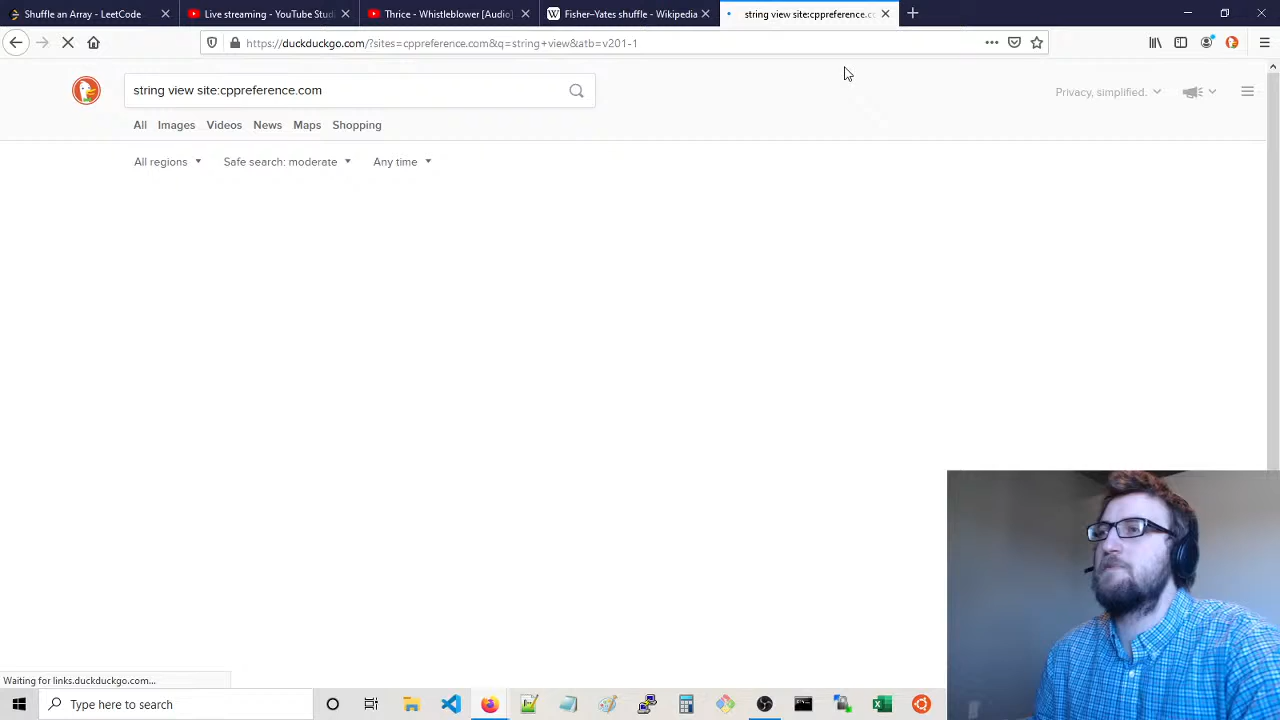 Shuffle an Array - LeetCode
Live streaming - YouTube Stud
Thrice - Whistleblower [Audio]
W Fisher–Yates shuffle - Wikipedia
string view site:cppreference.c
https://duckduckgo.com/?sites=cppreference.com&q=string+view&atb=v201-1
string view site:cppreference.com
Privacy, simplified.
All Images Videos News Maps Shopping
All regions Safe search: moderate Any time
Waiting for links.duckduckgo.com...
Type here to search